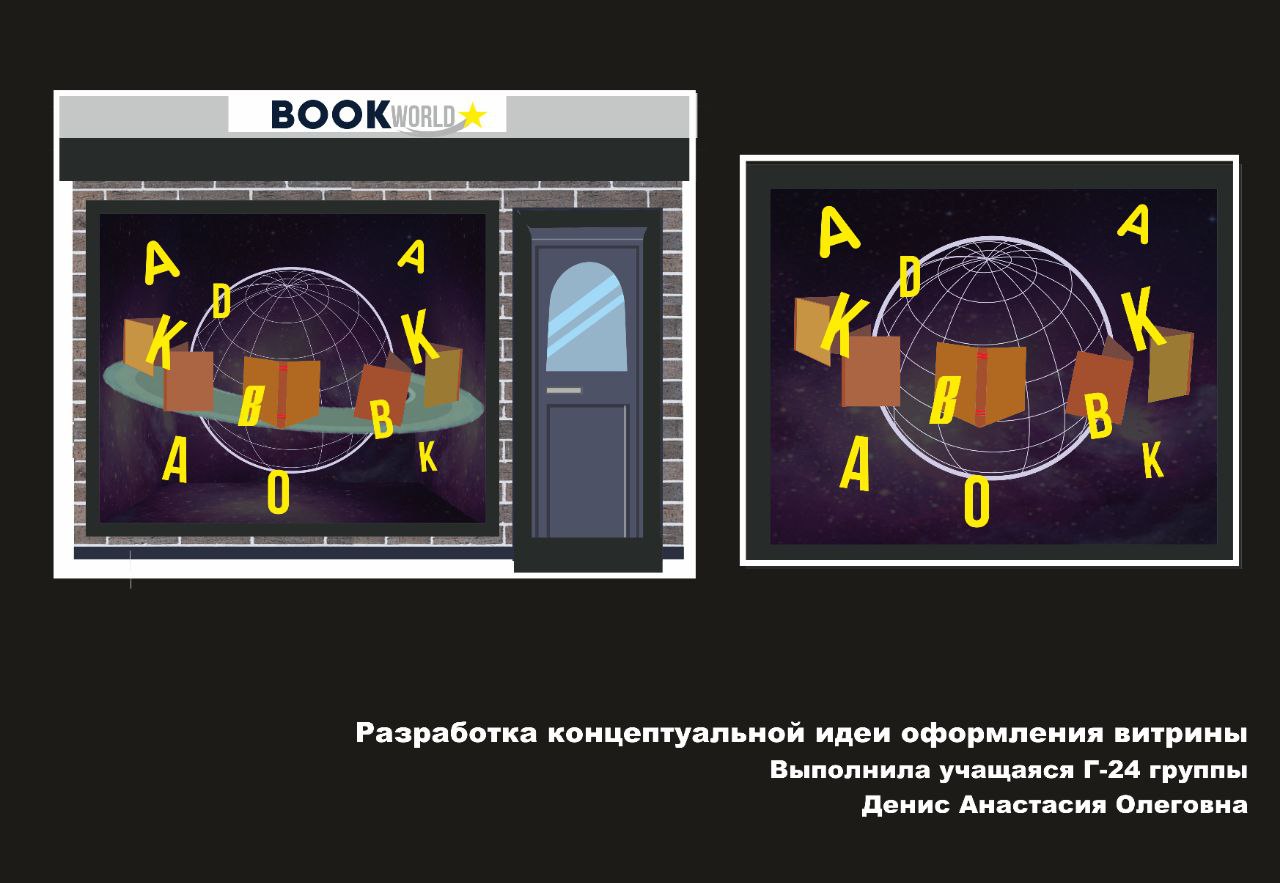 BOOKWORLD
A
A
D
K
K
B
B
A
K
O
A
A
D
K
K
B
B
A
K
O
Разработка концептуальной идеи оформления витрины
Выполнила учащаяся Г-24 группы
Денис Анастасия Олеговна